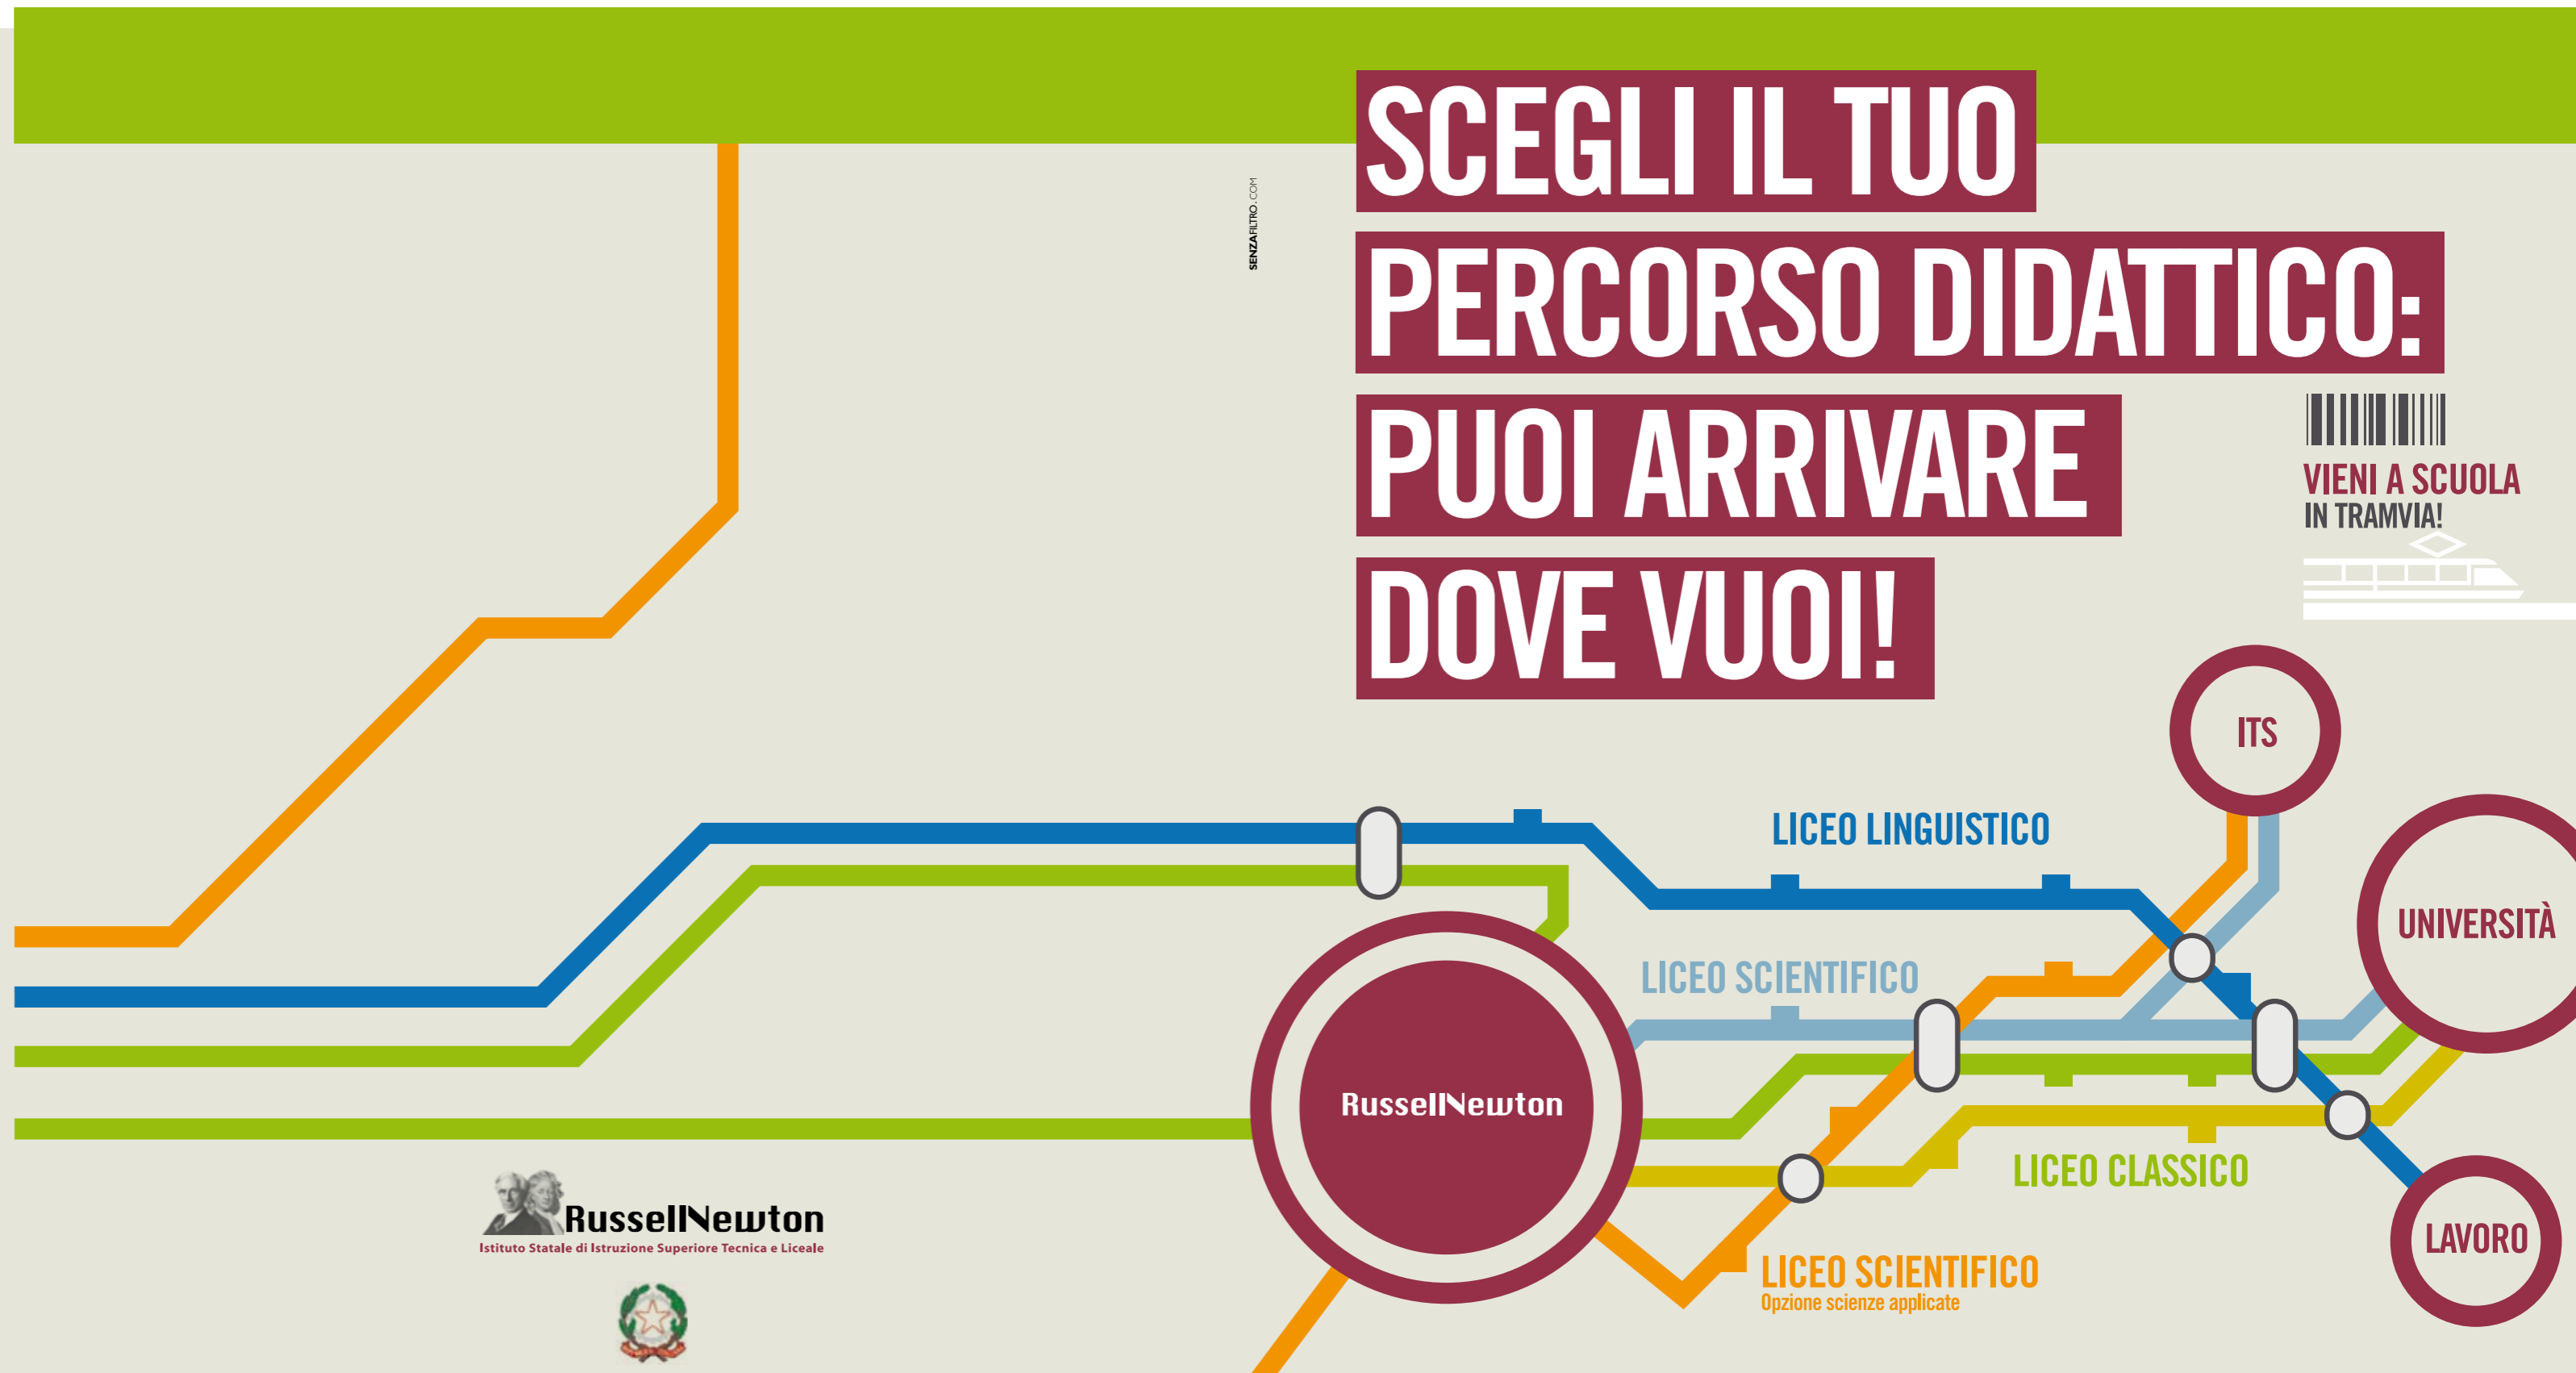 SCEGLI IL TUO
PERCORSO DIDATTICO:
PUOI ARRIVARE
DOVE VUOI!
SENZAFILTRO.COM
VIENI A SCUOLA
IN TRAMVIA!
ITS
LICEO LINGUISTICO
UNIVERSITÀ
LICEO SCIENTIFICO
RussellNewton
LICEO CLASSICO
LAVORO
LICEO SCIENTIFICO
Opzione scienze applicate
RussellNewton
Istituto Statale di Istruzione Superiore Tecnica e Liceale